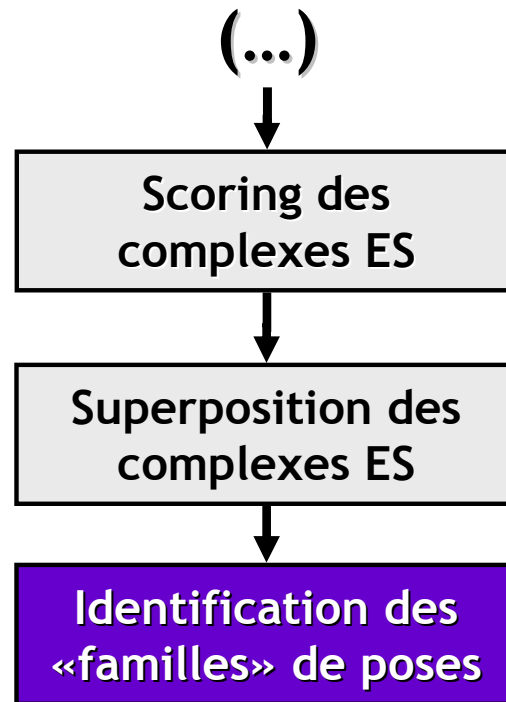 (...)
Scoring des
complexes ES
Superposition des
complexes ES
Identification des
«familles» de poses